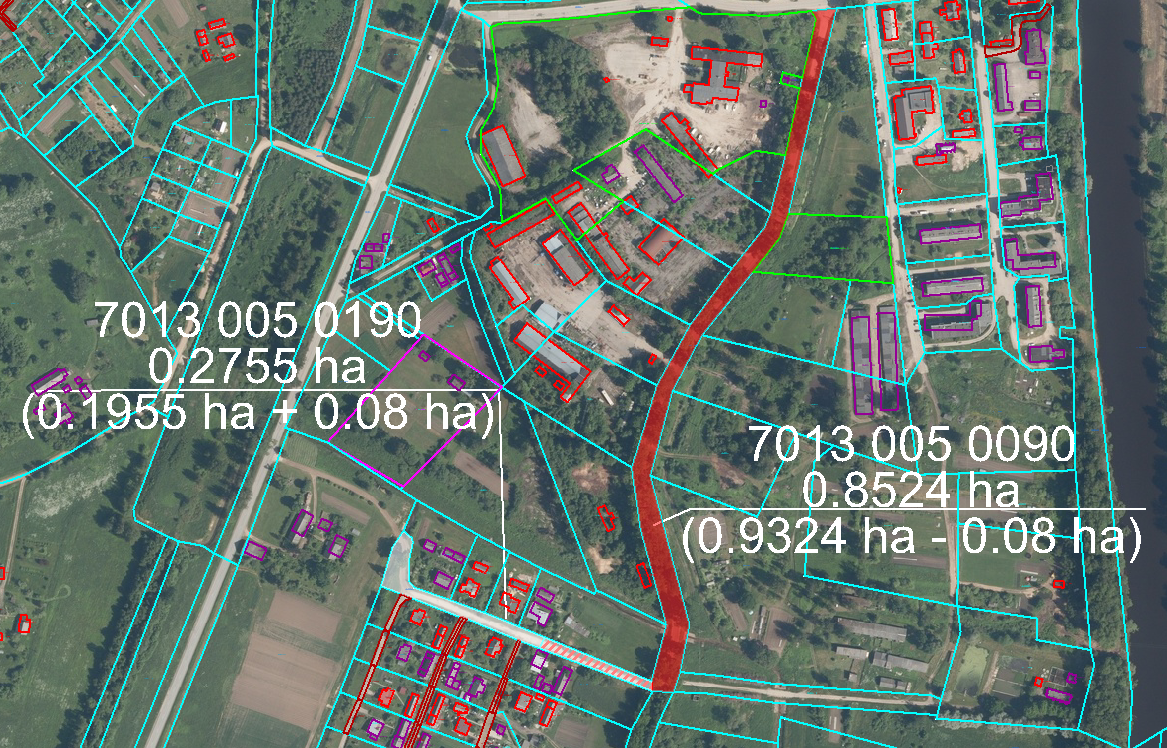 7013 005 0190
0.2755 ha
(0.1955 ha + 0.08 ha)
7013 005 0090
0.8524 ha
(0.9324 ha - 0.08 ha)